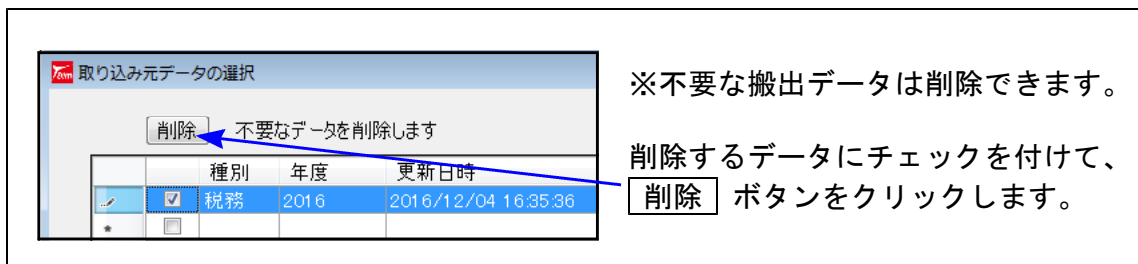 Team 取り込み元データの選択
削除 不要なデータを削除します
種別 年度 更新日時
税務 2016 2016/12/04 16:35:36
*
※不要な搬出データは削除できます。
削除するデータにチェックを付けて、
削除 ボタンをクリックします。